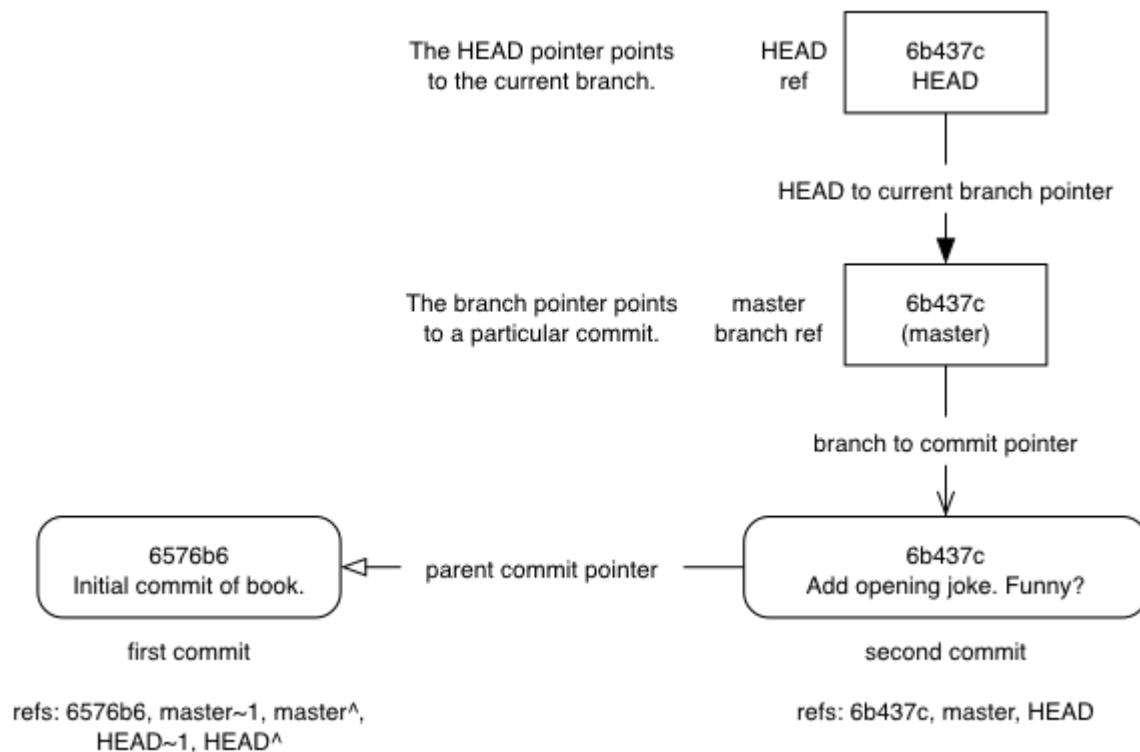 The HEAD pointer points
to the current branch.
HEAD
ref
6b437c
HEAD
HEAD to current branch pointer
The branch pointer points
to a particular commit.
master
branch ref
6b437c
(master)
branch to commit pointer
6576b6
Initial commit of book.
parent commit pointer
6b437c
Add opening joke. Funny?
first commit
second commit
refs: 6576b6, master~1, master^,
HEAD~1, HEAD^
refs: 6b437c, master, HEAD